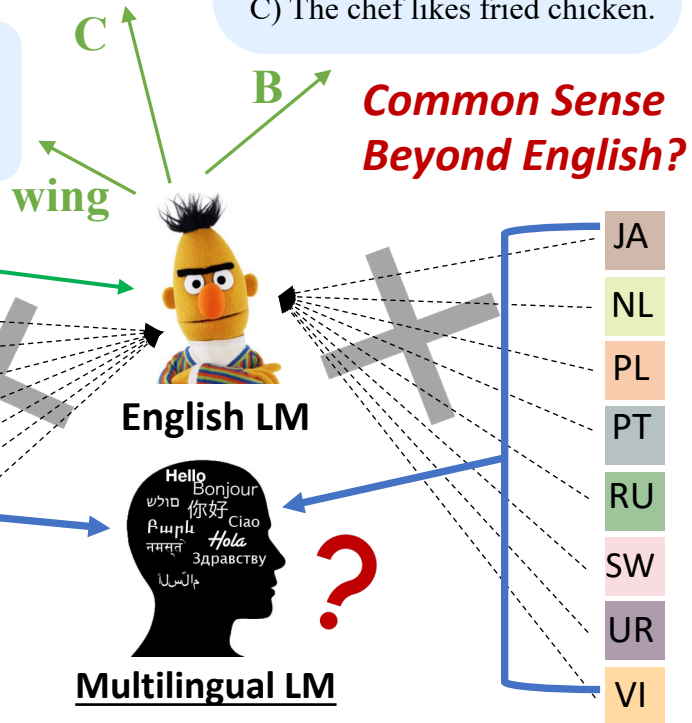 C) The chef likes fried chicken.
C
B
Common Sense
Beyond English?
wing
JA
NL
PL
PT
RU
SW
UR
VI
English LM
Hello
Bonjour
你好
Ciao
Hola
नमस्ते
Здравствуу
Multilingual LM
?